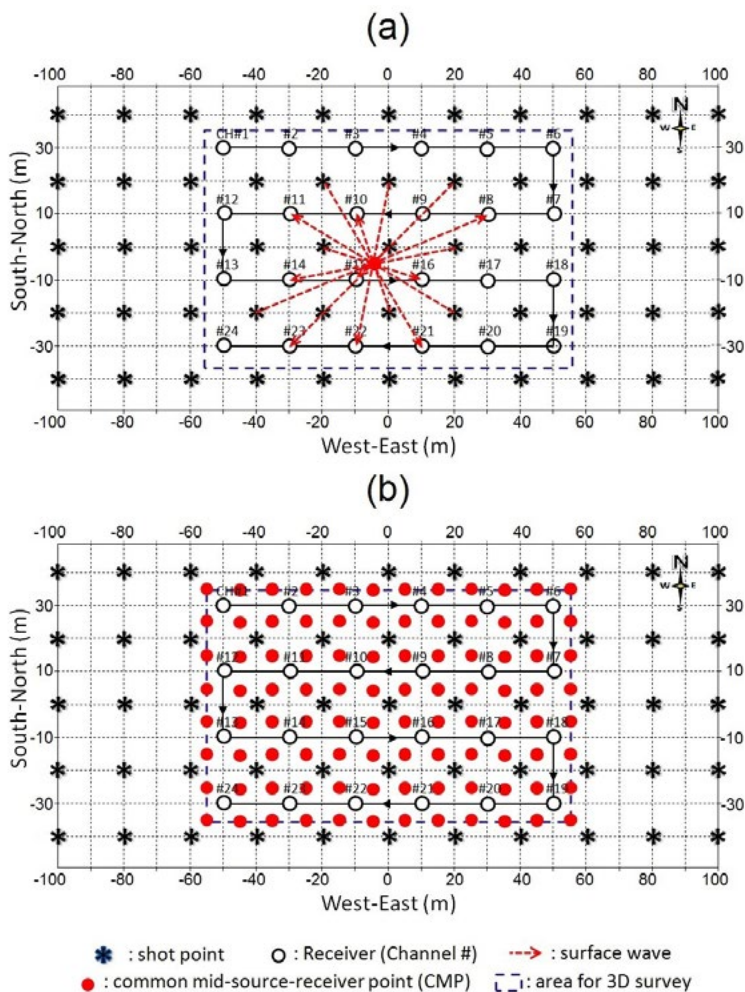 (a)
-100 -80 -60 -40 -20 0 20 40 60 80 100
N
W E
S
CH#1 #2 #3 #4 #5 #6
30 30
#12 #11 #10 #9 #8 #7
10 10
#13 #14 #15 #16 #17 #18
-10 -10
#24 #23 #22 #21 #20 #19
-30 -30
South-North (m)
-100 -80 -60 -40 -20 0 20 40 60 80 100
West-East (m)
(b)
-100 -80 -60 -40 -20 0 20 40 60 80 100
N
W E
S
CH#1 #2 #3 #4 #5 #6
30 30
#12 #11 #10 #9 #8 #7
10 10
#13 #14 #15 #16 #17 #18
-10 -10
#24 #23 #22 #21 #20 #19
-30 -30
South-North (m)
-100 -80 -60 -40 -20 0 20 40 60 80 100
West-East (m)
: shot point : Receiver (Channel #) : surface wave
: common mid-source-receiver point (CMP) : area for 3D survey